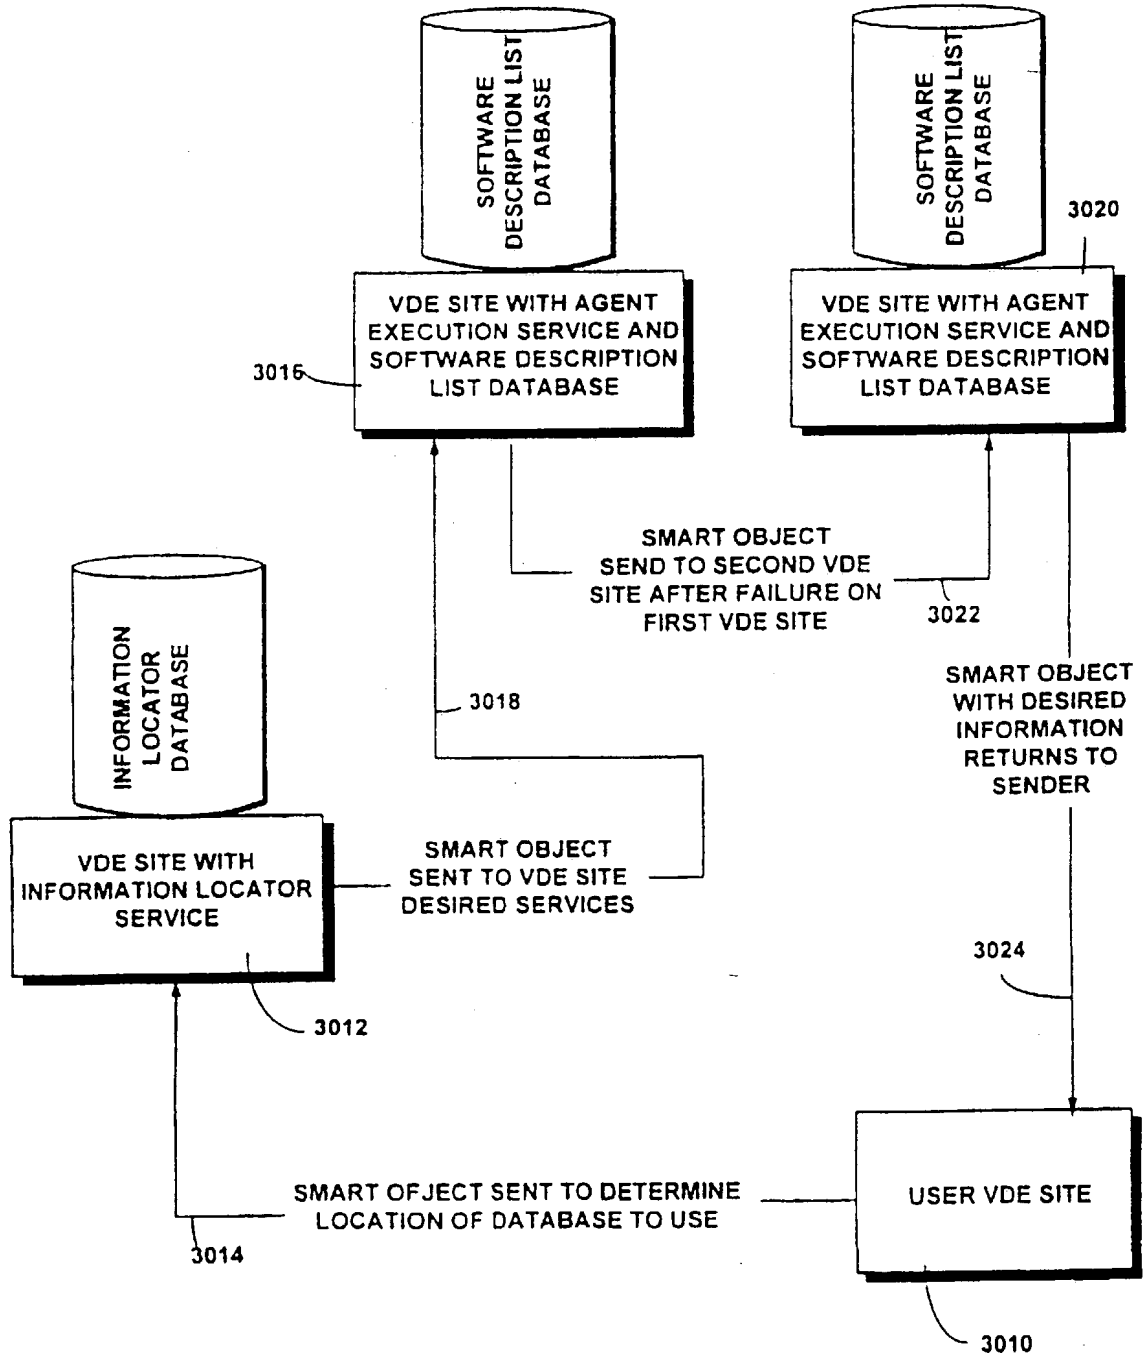 SOFTWARE
DESCRIPTION LIST
DATABASE
SOFTWARE
DESCRIPTION LIST
DATABASE
3020
VDE SITE WITH AGENT
EXECUTION SERVICE AND
SOFTWARE DESCRIPTION
LIST DATABASE
VDE SITE WITH AGENT
EXECUTION SERVICE AND
SOFTWARE DESCRIPTION
LIST DATABASE
3016
SMART OBJECT
SEND TO SECOND VDE
SITE AFTER FAILURE ON
FIRST VDE SITE
3022
INFORMATION
LOCATOR
DATABASE
3018
SMART OBJECT
WITH DESIRED
INFORMATION
RETURNS TO
SENDER
VDE SITE WITH
INFORMATION LOCATOR
SERVICE
SMART OBJECT
SENT TO VDE SITE
DESIRED SERVICES
3024
3012
SMART OFJECT SENT TO DETERMINE
LOCATION OF DATABASE TO USE
USER VDE SITE
3014
3010